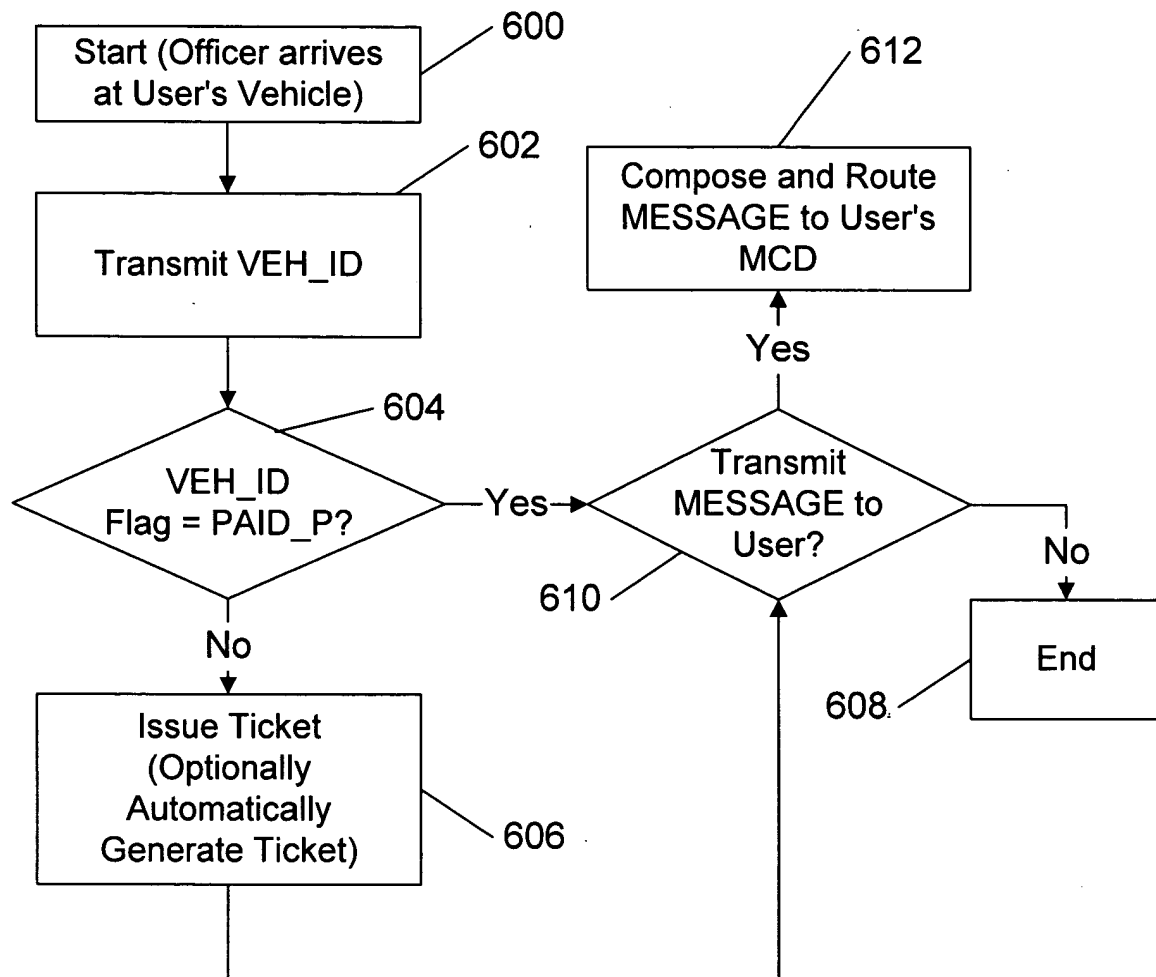 Start (Officer arrives
at User's Vehicle)
600
602
Transmit VEH_ID
604
VEH_ID
Flag = PAID_P?
Yes
No
Issue Ticket
(Optionally
Automatically
Generate Ticket)
606
612
Compose and Route
MESSAGE to User's
MCD
Yes
Transmit
MESSAGE to
User?
610
No
End
608